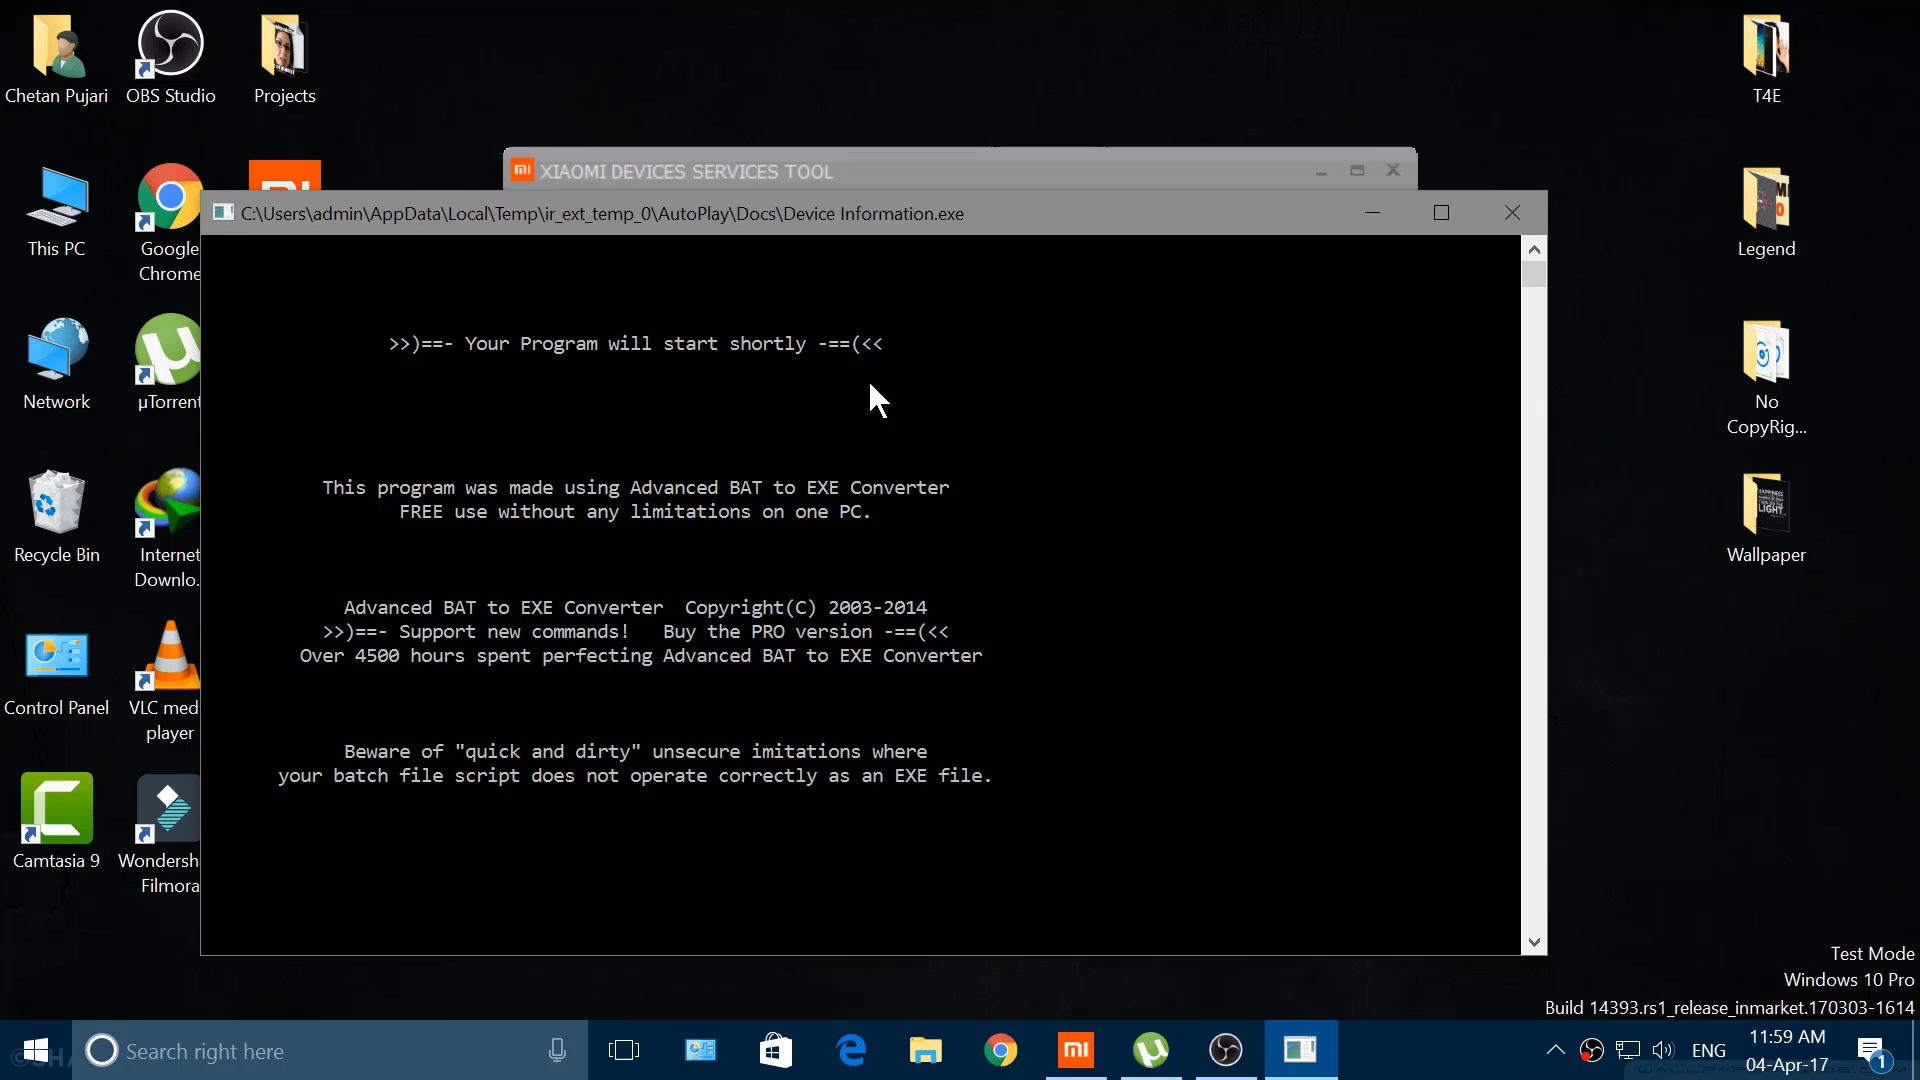 Chetan Pujari
OBS Studio
Projects
T4E
XIAOMI DEVICES SERVICES TOOL
C:\Users\admin\AppData\Local\Temp\ir_ext_temp_0\AutoPlay\Docs\Device Information.exe
This PC
Google
Chrome
Legend
>>)==- Your Program will start shortly -==(<<
Network
µTorrent
No
CopyRig...
This program was made using Advanced BAT to EXE Converter
FREE use without any limitations on one PC.
Recycle Bin
Internet
Downlo.
Wallpaper
HAPPINESS
LIGHT.
Advanced BAT to EXE Converter  Copyright(C) 2003-2014
>>)==- Support new commands!   Buy the PRO version -==(<<
Over 4500 hours spent perfecting Advanced BAT to EXE Converter
Control Panel
VLC med
player
Beware of "quick and dirty" unsecure imitations where
your batch file script does not operate correctly as an EXE file.
Camtasia 9
Wondersh
Filmora
Test Mode
Windows 10 Pro
Build 14393.rs1_release_inmarket.170303-1614
Search right here
ENG
11:59 AM
04-Apr-17
1